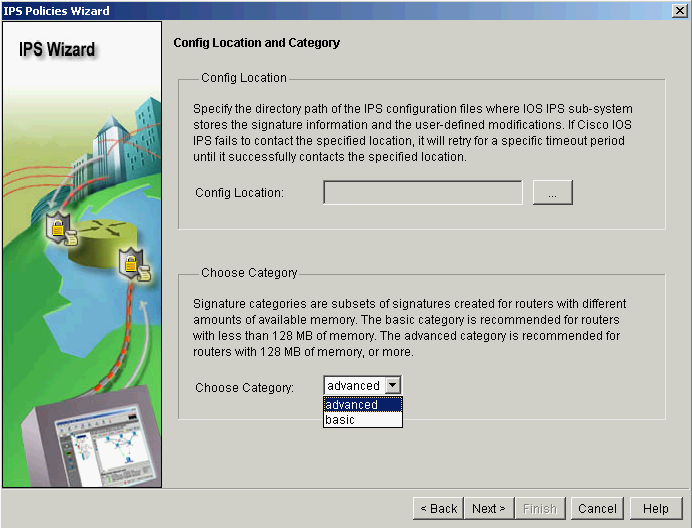 IPS Policies Wizard
IPS Wizard
Config Location and Category
Config Location
Specify the directory path of the IPS configuration files where IOS IPS sub-system
stores the signature information and the user-defined modifications. If Cisco IOS
IPS fails to contact the specified location, it will retry for a specific timeout period
until it successfully contacts the specified location.
Config Location:
...
Choose Category
Signature categories are subsets of signatures created for routers with different
amounts of available memory. The basic category is recommended for routers
with less than 128 MB of memory. The advanced category is recommended for
routers with 128 MB of memory, or more.
Choose Category:
advanced
advanced
basic
< Back
Next >
Finish
Cancel
Help